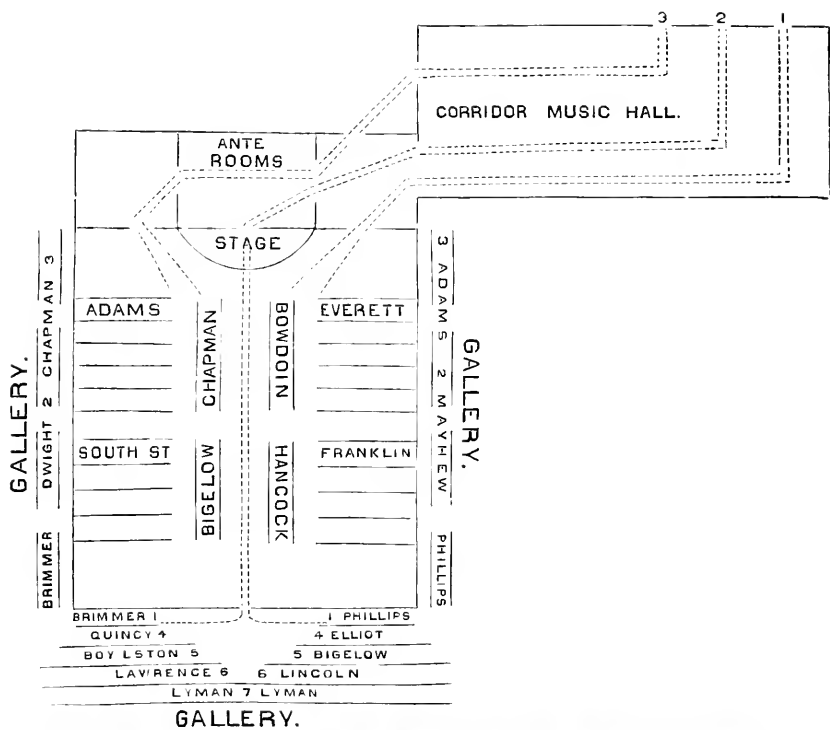 3 2 1
CORRIDOR MUSIC HALL.
ANTE
ROOMS
STAGE
GALLERY.
BRIMMER DWIGHT 2 CHAPMAN 3
ADAMS
CHAPMAN
BOWDOIN
EVERETT
3 ADAMS 2 MAYHEW PHILLIPS
GALLERY.
SOUTH ST
BIGELOW
HANCOCK
FRANKLIN
BRIMMER 1
1 PHILLIPS
QUINCY 4
4 ELLIOT
BOYLSTON 5
5 BIGELOW
LAWRENCE 6 6 LINCOLN
LYMAN 7 LYMAN
GALLERY.